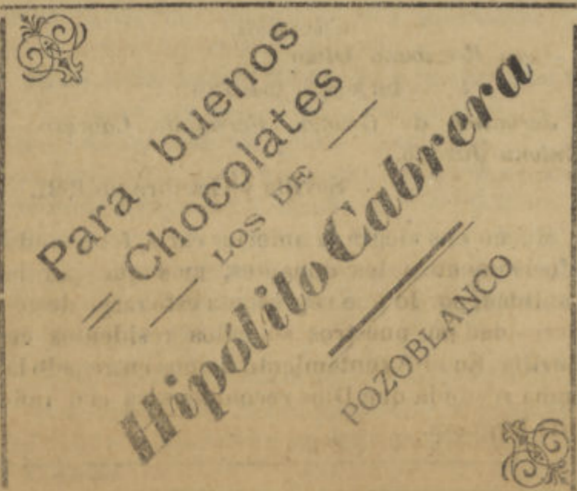 Para buenos
Chocolates
LOS DE
Hipólito Cabrera
POZOBLANCO